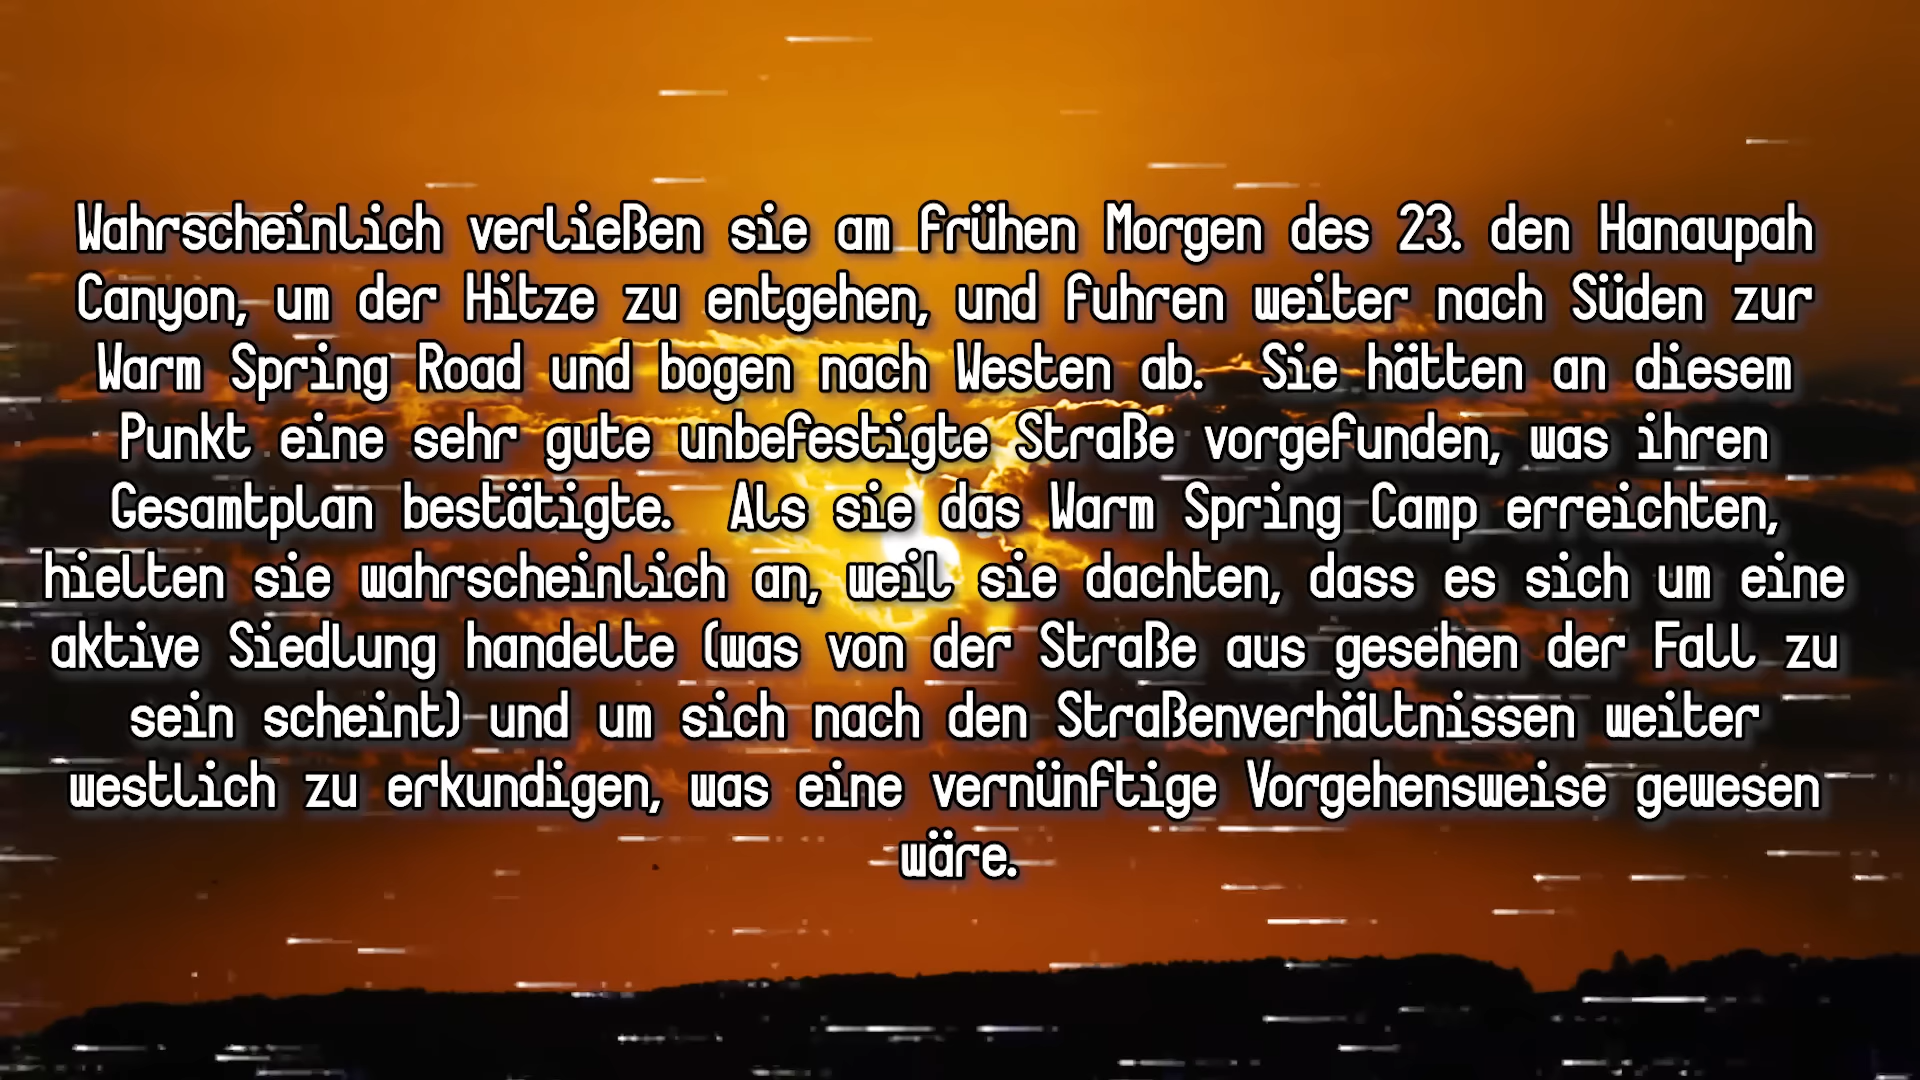 Wahrscheinlich verließen sie am frühen Morgen des 23. den Hanaupah
Canyon, um der Hitze zu entgehen, und fuhren weiter nach Süden zur
Warm Spring Road und bogen nach Westen ab.  Sie hätten an diesem
Punkt eine sehr gute unbefestigte Straße vorgefunden, was ihren
Gesamtplan bestätigte.  Als sie das Warm Spring Camp erreichten,
hielten sie wahrscheinlich an, weil sie dachten, dass es sich um eine
aktive Siedlung handelte (was von der Straße aus gesehen der Fall zu
sein scheint) und um sich nach den Straßenverhältnissen weiter
westlich zu erkundigen, was eine vernünftige Vorgehensweise gewesen
wäre.